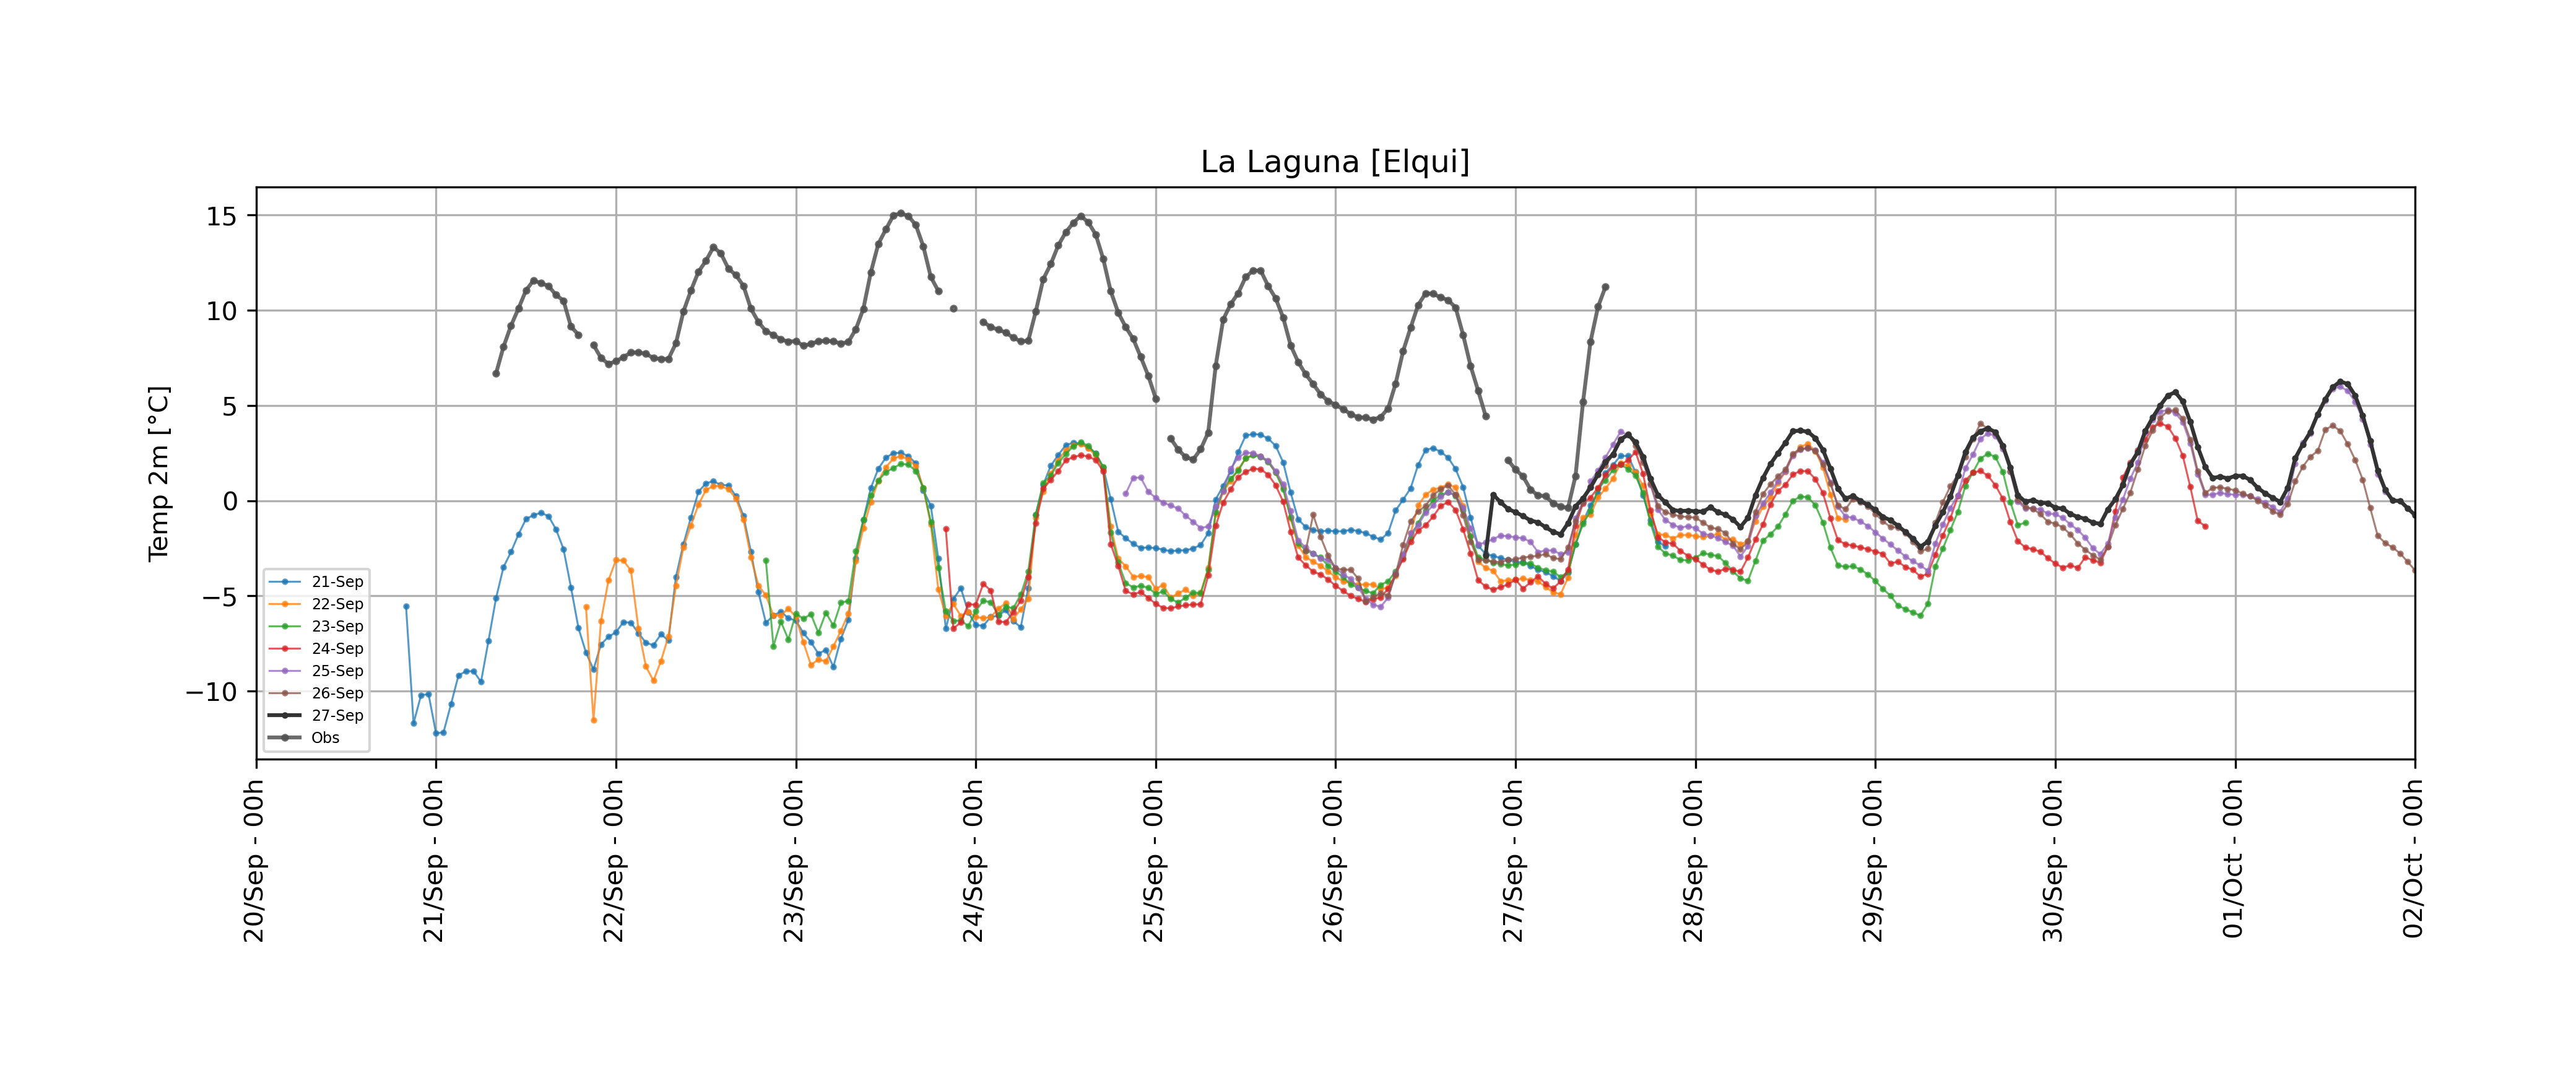 La Laguna [Elqui]
Temp 2m [°C]
15
10
5
0
−5
−10
21-Sep
22-Sep
23-Sep
24-Sep
25-Sep
26-Sep
27-Sep
Obs
20/Sep - 00h
21/Sep - 00h
22/Sep - 00h
23/Sep - 00h
24/Sep - 00h
25/Sep - 00h
26/Sep - 00h
27/Sep - 00h
28/Sep - 00h
29/Sep - 00h
30/Sep - 00h
01/Oct - 00h
02/Oct - 00h